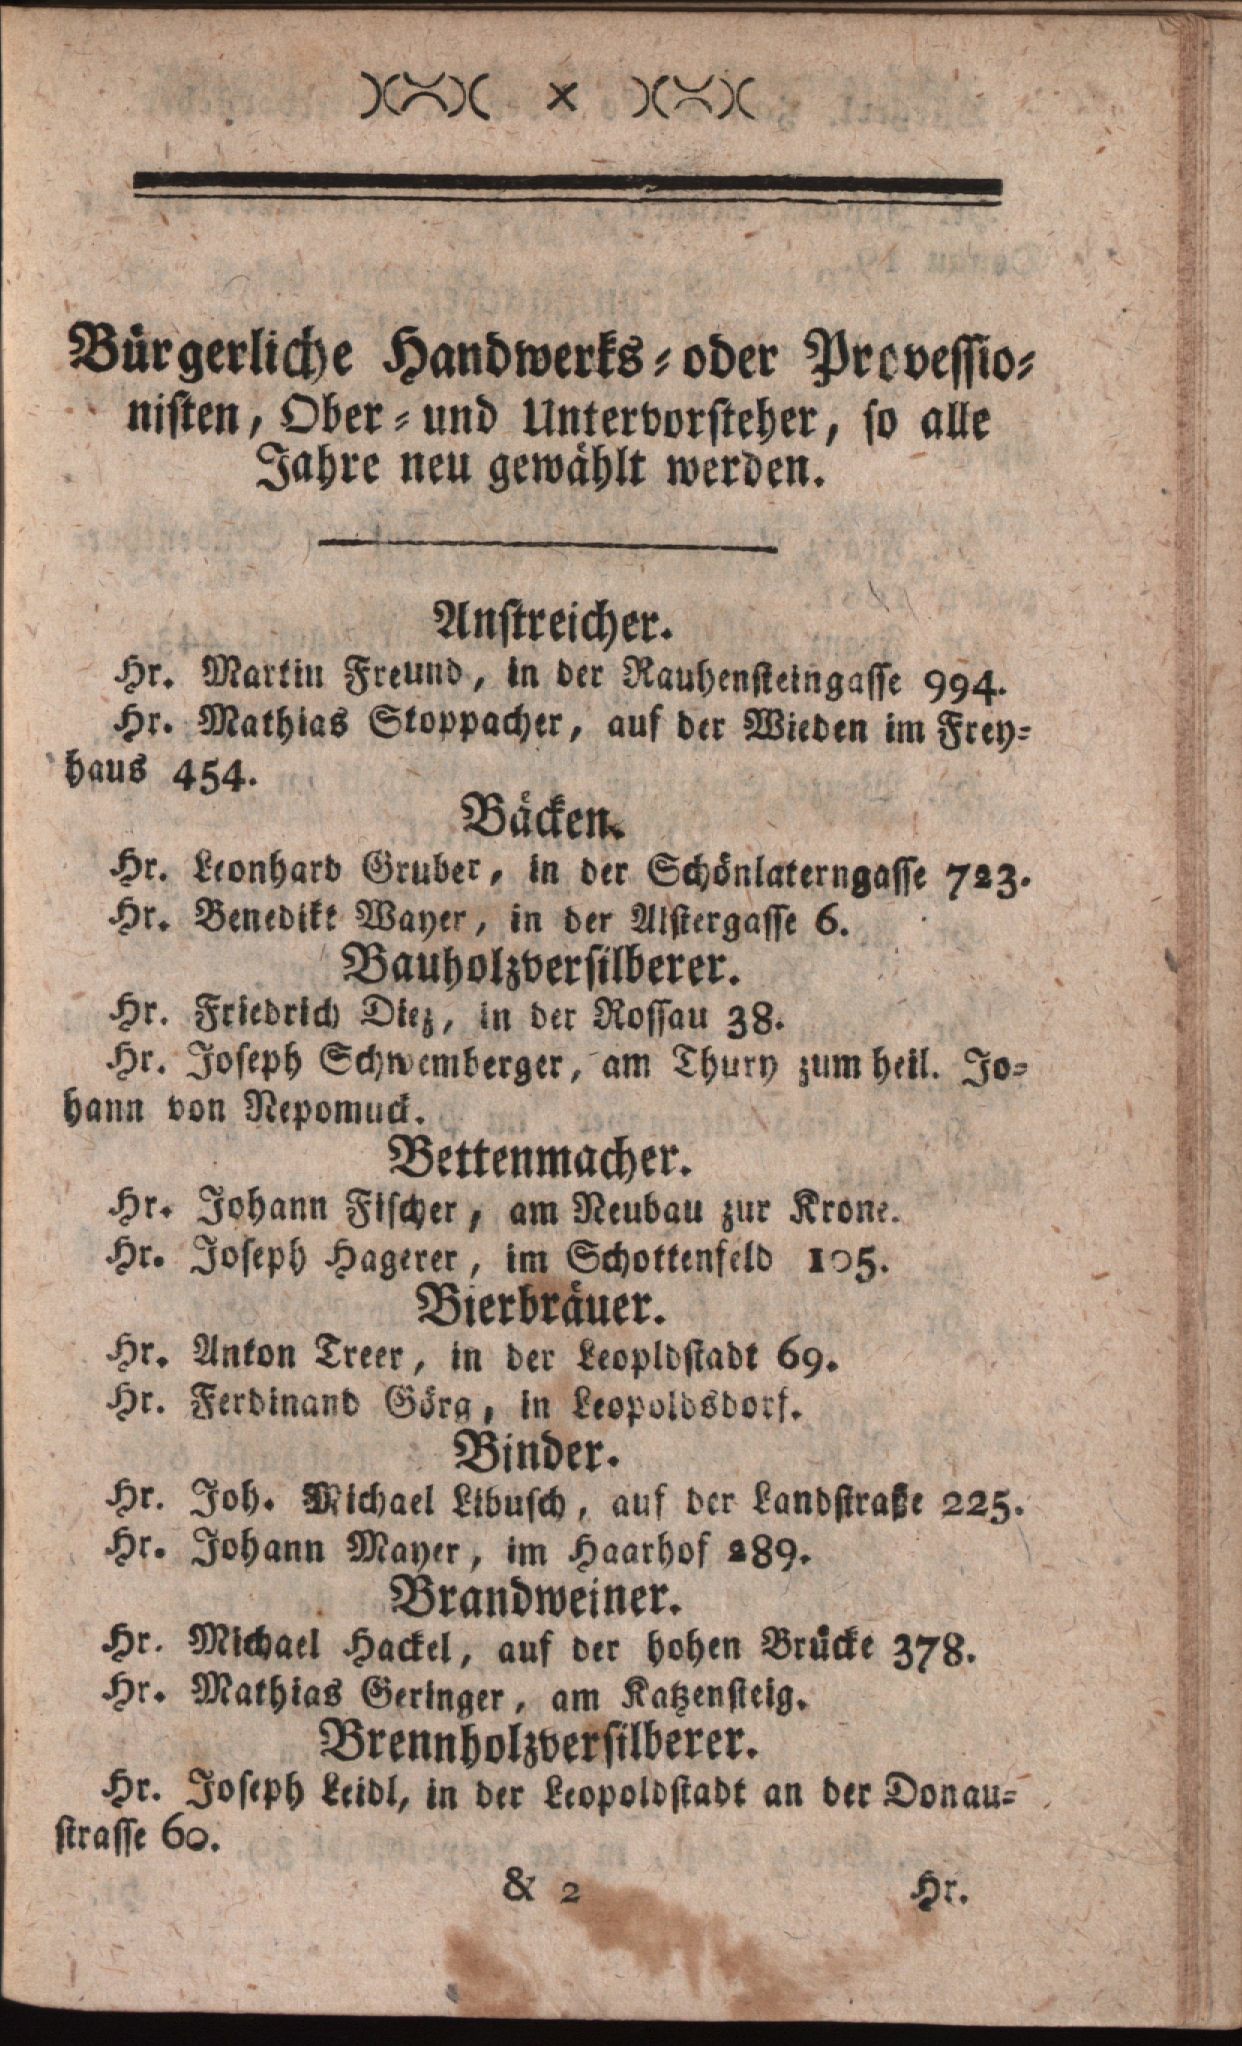 Bürgerliche Handwerks- oder Provessio-
nisten, Ober- und Untervorsteher, so alle
Jahre neu gewählt werden.
Anstreicher.
Hr. Martin Freund, in der Rauhensteingasse 994.
Hr. Mathias Stoppacher, auf der Wieden im Frey-
haus 454.
Bäcken.
Hr. Leonhard Gruber, in der Schönlaterngasse 723.
Hr. Benedikt Wayer, in der Alstergasse 6.
Bauholzversilberer.
Hr. Friedrich Diez, in der Rossau 38.
Hr. Joseph Schwemberger, am Thury zum heil. Jo-
hann von Nepomuck.
Bettenmacher.
Hr. Johann Fischer, am Neubau zur Krone.
Hr. Joseph Hagerer, im Schottenfeld 105.
Bierbräuer.
Hr. Anton Treer, in der Leopldstadt 69.
Hr. Ferdinand Görg, in Leopoldsdorf.
Binder.
Hr. Joh. Michael Libusch, auf der Landstraße 225.
Hr. Johann Mayer, im Haarhof 289.
Brandweiner.
Hr. Michael Hackel, auf der hohen Brücke 378.
Hr. Mathias Geringer, am Katzensteig.
Brennholzversilberer.
Hr. Joseph Leidl, in der Leopoldstadt an der Donau-
strasse 60.
& 2 Hr.